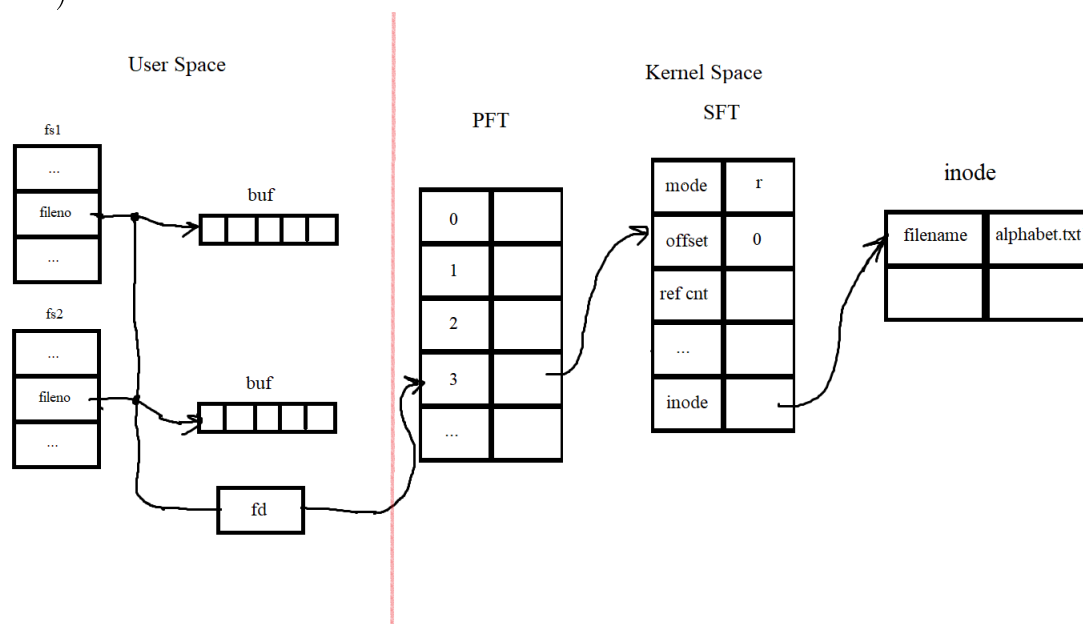 )
User Space
Kernel Space
fs1
...
fileno
...
buf
fs2
...
fileno
...
buf
fd
PFT
0
1
2
3
...
SFT
mode r
offset 0
ref cnt
...
inode
inode
filename alphabet.txt